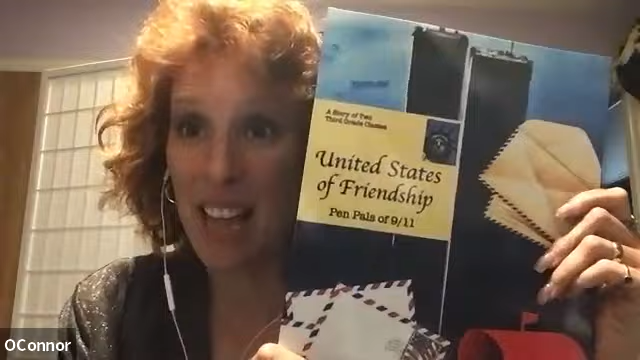 A Story of Two
Third Grade Classes
United States
of Friendship
Pen Pals of 9/11
OConnor